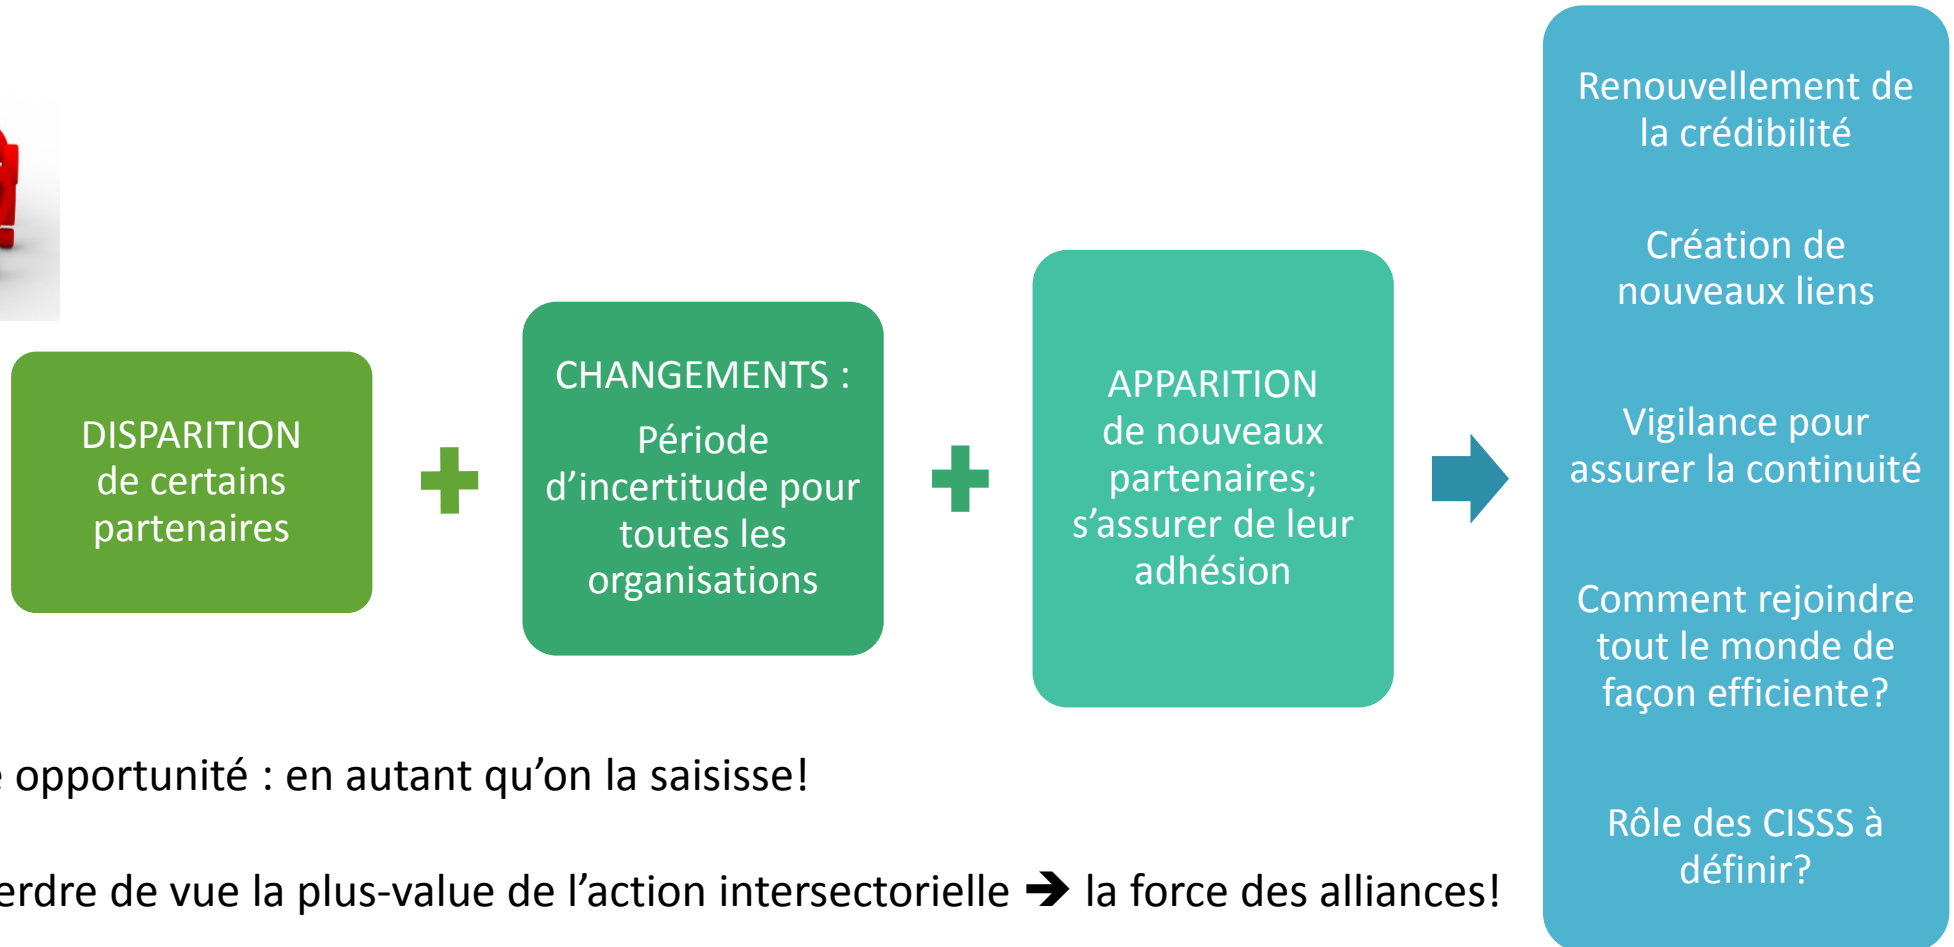 DISPARITION
de certains
partenaires
CHANGEMENTS :
Période
d’incertitude pour
toutes les
organisations
APPARITION
de nouveaux
partenaires;
s’assurer de leur
adhésion
Renouvellement de
la crédibilité
Création de
nouveaux liens
Vigilance pour
assurer la continuité
Comment rejoindre
tout le monde de
façon efficiente?
Rôle des CISSS à
définir?
opportunité : en autant qu’on la saisisse!
de vue la plus-value de l’action intersectorielle ➔ la force des alliances!